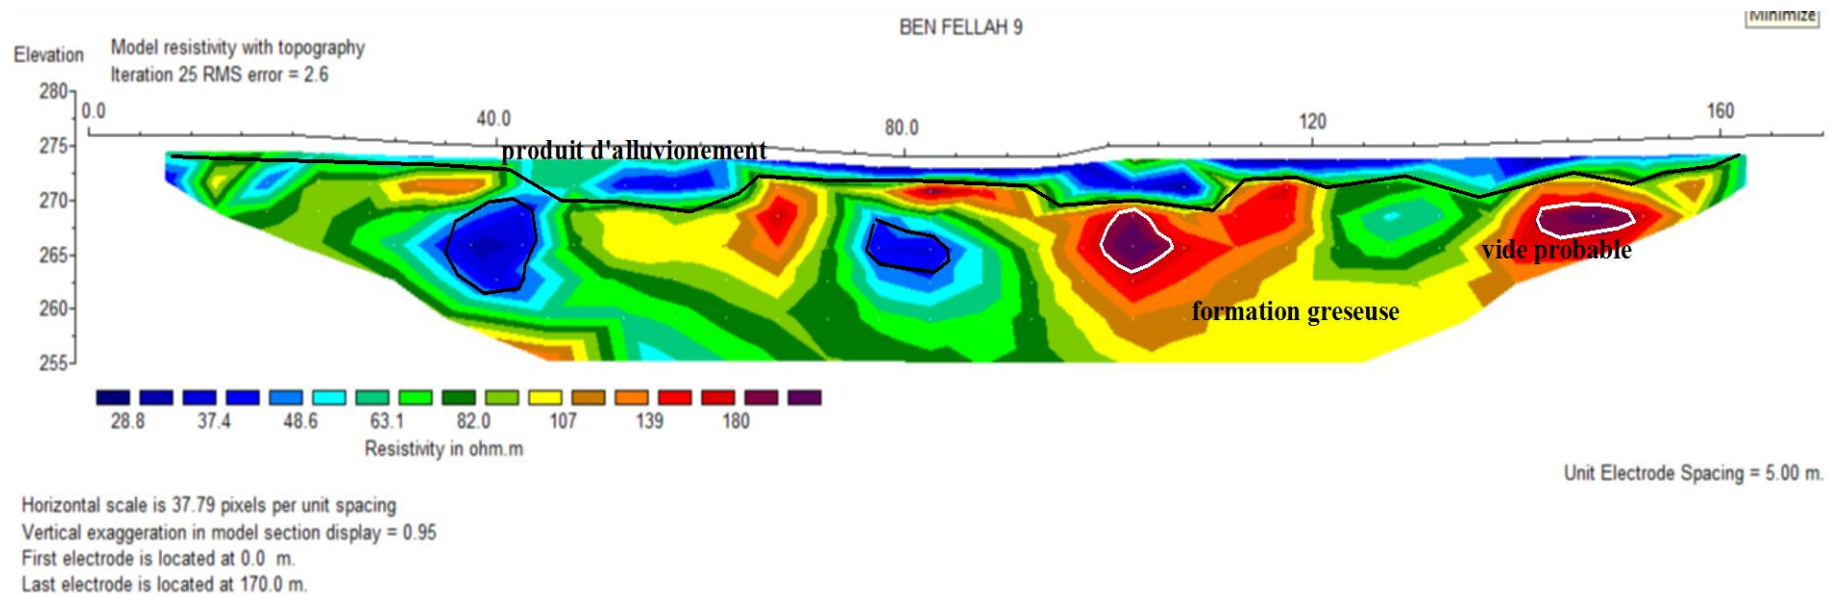 BEN FELLAH 9
Minimize
Elevation
Model resistivity with topography
Iteration 25 RMS error = 2.6
280
0.0
40.0
80.0
120
160
275
produit d'alluvionement
270
265
vide probable
260
formation greseuse
255
28.8 37.4 48.6 63.1 82.0 107 139 180
Resistivity in ohm.m
Unit Electrode Spacing = 5.00 m.
Horizontal scale is 37.79 pixels per unit spacing
Vertical exaggeration in model section display = 0.95
First electrode is located at 0.0 m.
Last electrode is located at 170.0 m.